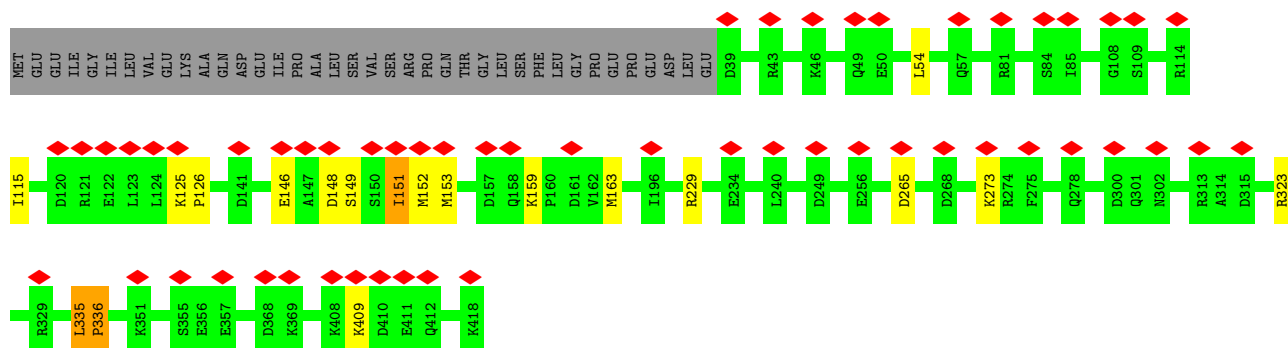 MET GLU GLU ILE GLY ILE LEU VAL GLU LYS ALA GLN ASP GLU ILE PRO ALA LEU SER VAL SER ARG PRO GLN THR GLY LEU SER PHE LEU GLY PRO GLU PRO PRO GLU ASP LEU GLU D39 R43 K46 Q49 E50 L54 Q57 R81 S84 I85 G108 S109 R114
I115 D120 R121 E122 L123 L124 K125 P126 D141 E146 A147 D148 S149 S150 I151 M152 M153 D157 Q158 K159 P160 D161 V162 M163 I196 R229 E234 L240 D249 E256 D265 D268 K273 R274 F275 Q278 D300 Q301 N302 R313 A314 D315 R323
R329 L335 P336 K351 S355 E356 E357 D368 K369 K408 K409 D410 E411 Q412 K418